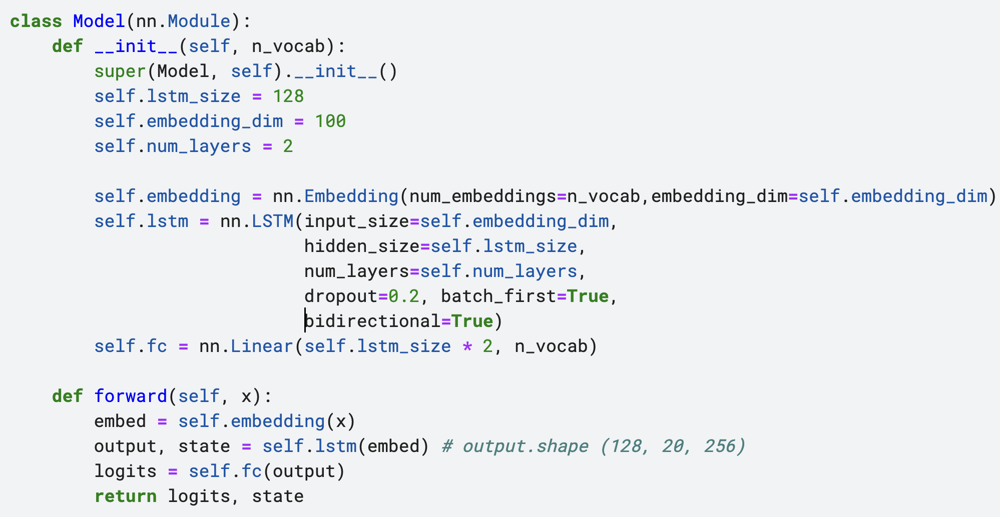 class Model(nn.Module):
    def __init__(self, n_vocab):
        super(Model, self).__init__()
        self.lstm_size = 128
        self.embedding_dim = 100
        self.num_layers = 2

        self.embedding = nn.Embedding(num_embeddings=n_vocab,embedding_dim=self.embedding_dim)
        self.lstm = nn.LSTM(input_size=self.embedding_dim,
                            hidden_size=self.lstm_size,
                            num_layers=self.num_layers,
                            dropout=0.2, batch_first=True,
                            bidirectional=True)
        self.fc = nn.Linear(self.lstm_size * 2, n_vocab)

    def forward(self, x):
        embed = self.embedding(x)
        output, state = self.lstm(embed) # output.shape (128, 20, 256)
        logits = self.fc(output)
        return logits, state